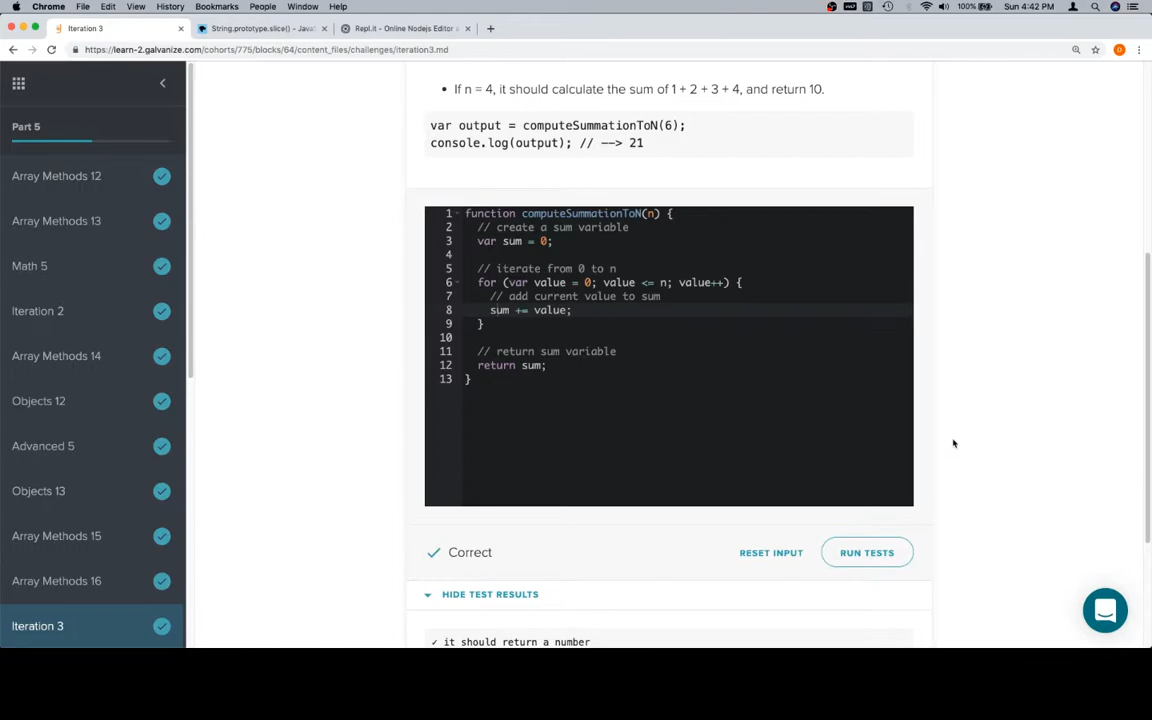 Chrome File Edit View History Bookmarks People Window Help
100% Sun 4:42 PM
Iteration 3
String.prototype.slice() - Java
Repl.it - Online Nodejs Editor
https://learn-2.galvanize.com/cohorts/775/blocks/64/content_files/challenges/iteration3.md
Part 5
Array Methods 12
Array Methods 13
Math 5
Iteration 2
Array Methods 14
Objects 12
Advanced 5
Objects 13
Array Methods 15
Array Methods 16
Iteration 3
• If n = 4, it should calculate the sum of 1 + 2 + 3 + 4, and return 10.
var output = computeSummationToN(6);
console.log(output); // --> 21
1 function computeSummationToN(n) {
2 // create a sum variable
3 var sum = 0;
4
5 // iterate from 0 to n
6 for (var value = 0; value <= n; value++) {
7 // add current value to sum
8 sum += value;
9 }
10
11 // return sum variable
12 return sum;
13 }
Correct
RESET INPUT
RUN TESTS
HIDE TEST RESULTS
✓ it should return a number